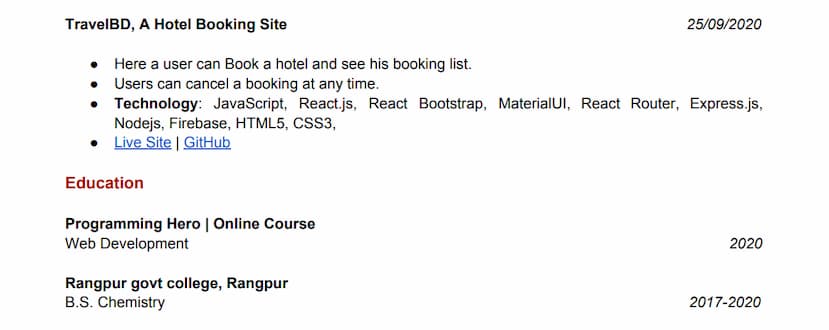 TravelBD, A Hotel Booking Site 25/09/2020
● Here a user can Book a hotel and see his booking list.
● Users can cancel a booking at any time.
● Technology: JavaScript, React.js, React Bootstrap, MaterialUI, React Router, Express.js,
Nodejs, Firebase, HTML5, CSS3,
● Live Site | GitHub
Education
Programming Hero | Online Course
Web Development 2020
Rangpur govt college, Rangpur
B.S. Chemistry 2017-2020